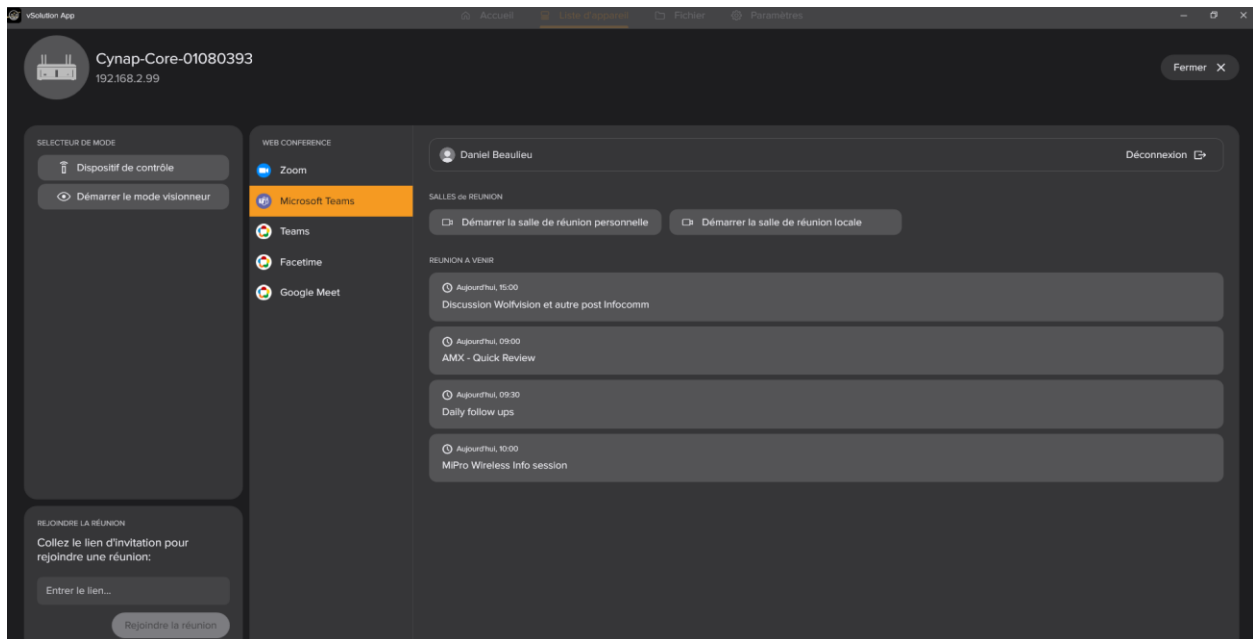 vSolution App
Accueil
Liste d'appareil
Fichier
Paramètres
Cynap-Core-01080393
192.168.2.99
Fermer
SELECTEUR DE MODE
Dispositif de contrôle
Démarrer le mode visionneur
WEB CONFERENCE
Zoom
Microsoft Teams
Teams
Facetime
Google Meet
Daniel Beaulieu
Déconnexion
SALLES de REUNION
Démarrer la salle de réunion personnelle
Démarrer la salle de réunion locale
REUNION A VENIR
Aujourd'hui, 15:00
Discussion Wolfvision et autre post Infocomm
Aujourd'hui, 09:00
AMX - Quick Review
Aujourd'hui, 09:30
Daily follow ups
Aujourd'hui, 10:00
MiPro Wireless Info session
REJOINDRE LA RÉUNION
Collez le lien d'invitation pour
rejoindre une réunion:
Entrer le lien...
Rejoindre la réunion